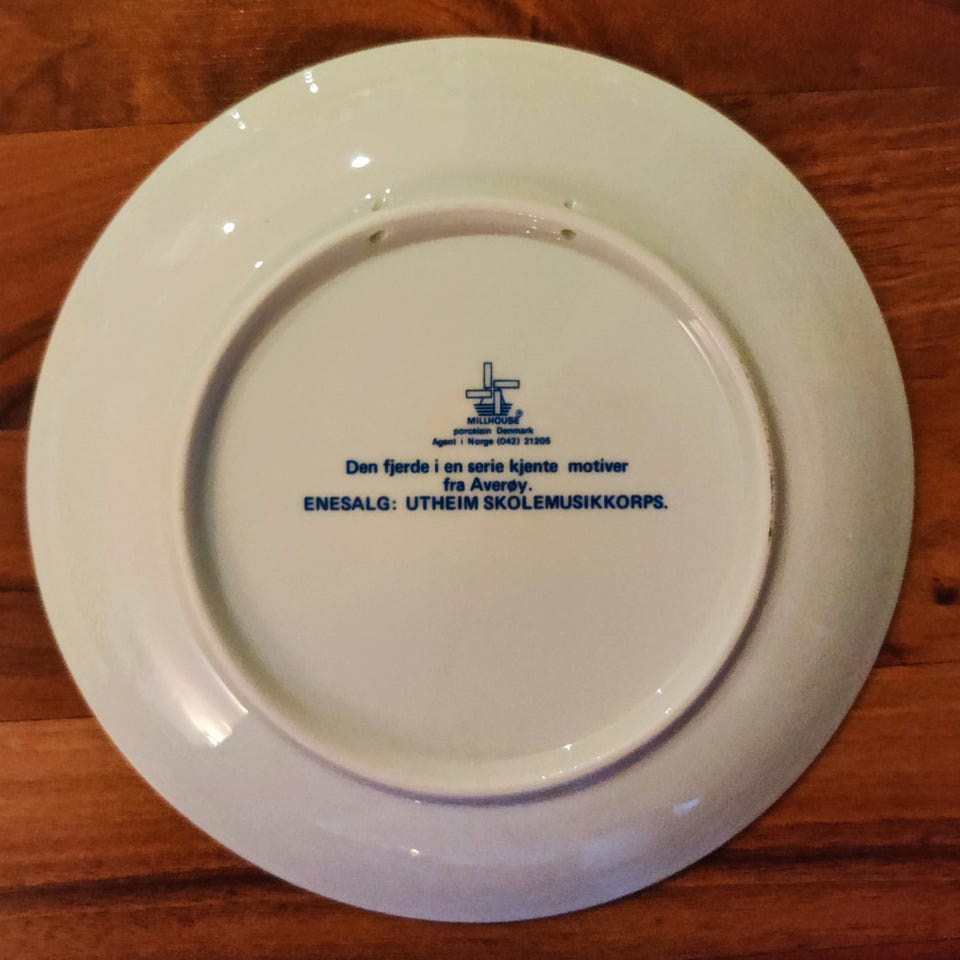 MILLHOUSE ®
porcelain Denmark
Agent i Norge (042) 21205
Den fjerde i en serie kjente motiver
fra Averøy.
ENESALG: UTHEIM SKOLEMUSIKKORPS.